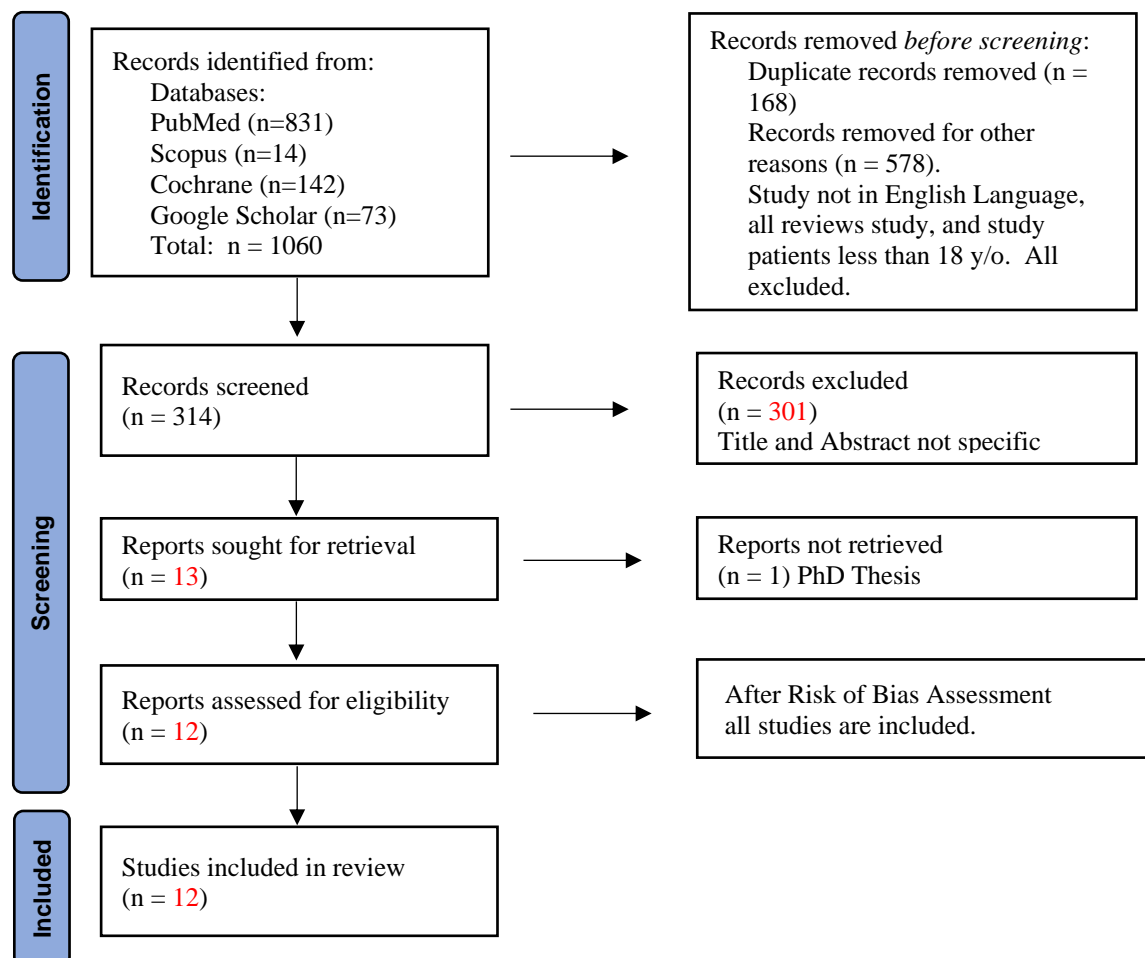 Identification
Records identified from:
Databases:
PubMed (n=831)
Scopus (n=14)
Cochrane (n=142)
Google Scholar (n=73)
Total:  n = 1060
Records removed before screening:
Duplicate records removed (n =
168)
Records removed for other
reasons (n = 578).
Study not in English Language,
all reviews study, and study
patients less than 18 y/o.  All
excluded.
Screening
Records screened
(n = 314)
Records excluded
(n = 301)
Title and Abstract not specific
Reports sought for retrieval
(n = 13)
Reports not retrieved
(n = 1) PhD Thesis
Reports assessed for eligibility
(n = 12)
After Risk of Bias Assessment
all studies are included.
Included
Studies included in review
(n = 12)